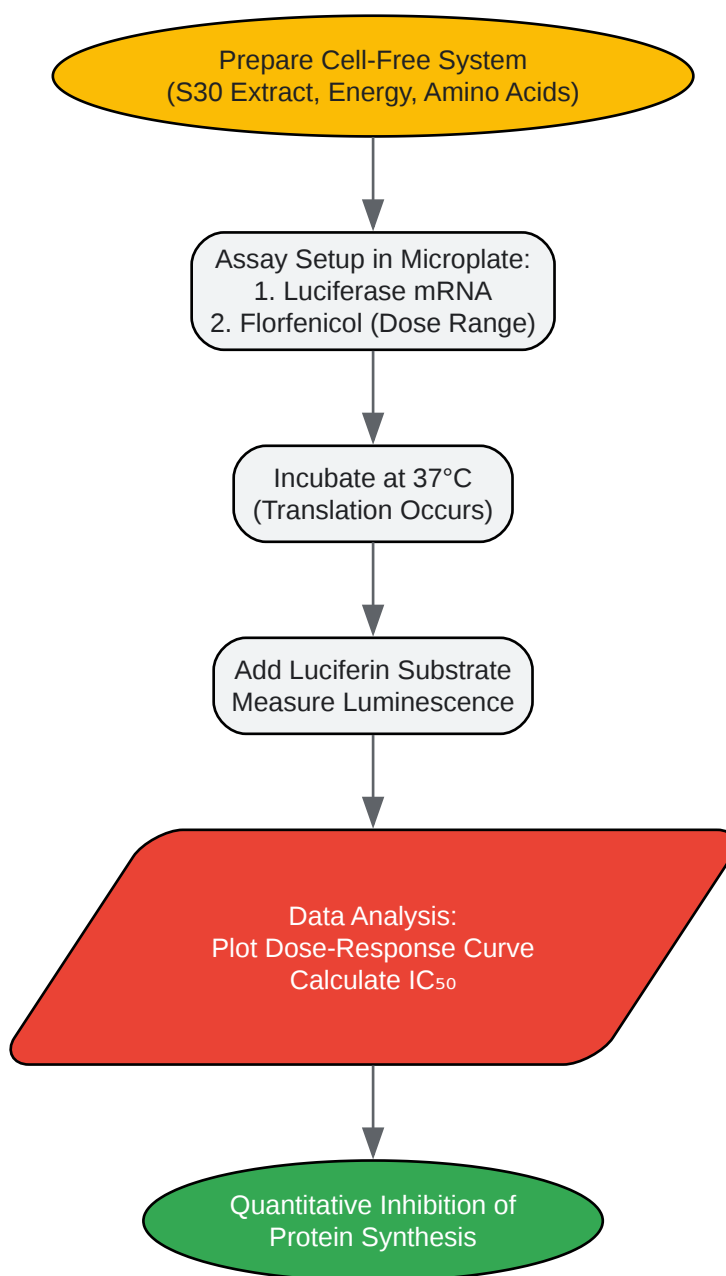 Prepare Cell-Free System
(S30 Extract, Energy, Amino Acids)
Assay Setup in Microplate:
1. Luciferase mRNA
2. Florfenicol (Dose Range)
Incubate at 37°C
(Translation Occurs)
Add Luciferin Substrate
Measure Luminescence
Data Analysis:
Plot Dose-Response Curve
Calculate IC₅₀
Quantitative Inhibition of
Protein Synthesis